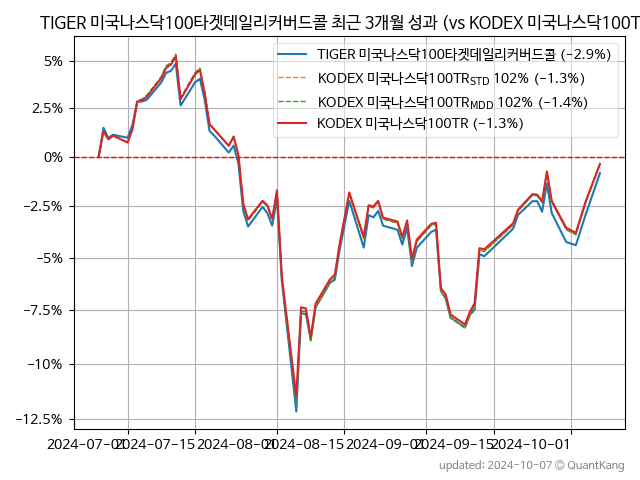 TIGER 미국나스닥100타겟데일리커버드콜 최근 3개월 성과 (vs KODEX 미국나스닥100T
TIGER 미국나스닥100타겟데일리커버드콜 (−2.9%)
KODEX 미국나스닥100TRSTD 102% (−1.3%)
KODEX 미국나스닥100TRMDD 102% (−1.4%)
KODEX 미국나스닥100TR (−1.3%)
5%
2.5%
0%
−2.5%
−5%
−7.5%
−10%
−12.5%
2024-07-01 2024-07-15 2024-08-01 2024-08-15 2024-09-01 2024-09-15 2024-10-01
updated: 2024-10-07 © QuantKang